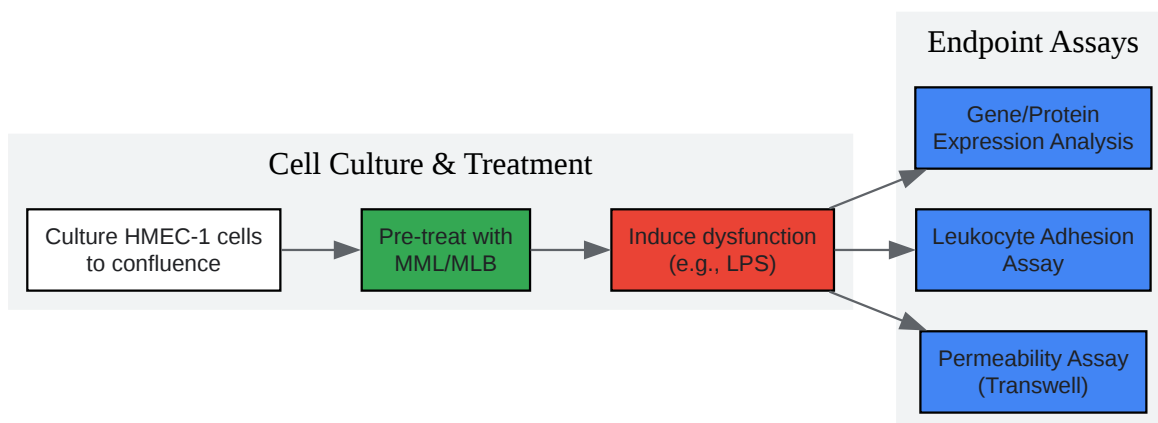 Cell Culture & Treatment
Culture HMEC-1 cells
to confluence
Pre-treat with
MML/MLB
Induce dysfunction
(e.g., LPS)
Endpoint Assays
Gene/Protein
Expression Analysis
Leukocyte Adhesion
Assay
Permeability Assay
(Transwell)